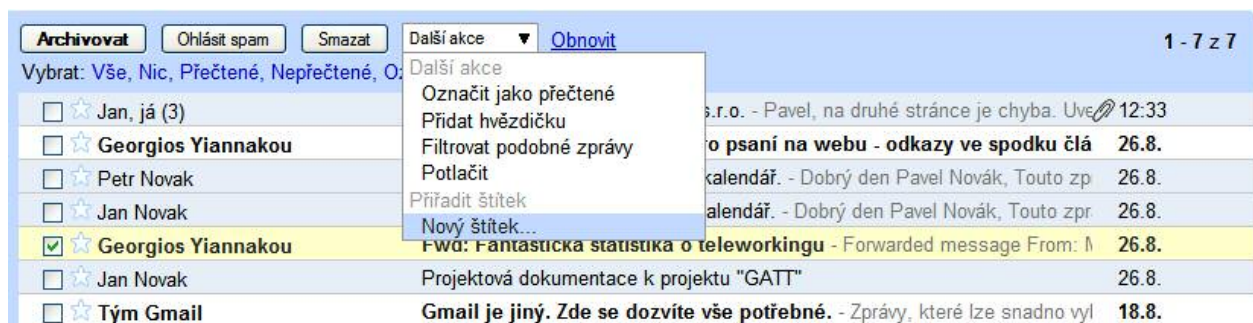 Archivovat Ohlásit spam Smazat Další akce ▼ Obnovit 1 - 7 z 7
Vybrat: Vše, Nic, Přečtené, Nepřečtené,
Další akce
Označit jako přečtené
Přidat hvězdičku
Filtrovat podobné zprávy
Potlačit
Přiřadit štítek
Nový štítek...
Jan, já (3) s.r.o. - Pavel, na druhé stránce je chyba. 12:33
Georgios Yiannakou psaní na webu - odkazy ve spodku člá 26.8.
Petr Novak kalendář. - Dobrý den Pavel Novák, Touto zp 26.8.
Jan Novak kalendář. - Dobrý den Pavel Novák, Touto zpr 26.8.
Georgios Yiannakou Fwd: Fantastická statistika o teleworkingu - Forwarded message From: 26.8.
Jan Novak Projektová dokumentace k projektu "GATT" 26.8.
Tým Gmail Gmail je jiný. Zde se dozvíte vše potřebné. - Zprávy, které lze snadno vyl 18.8.